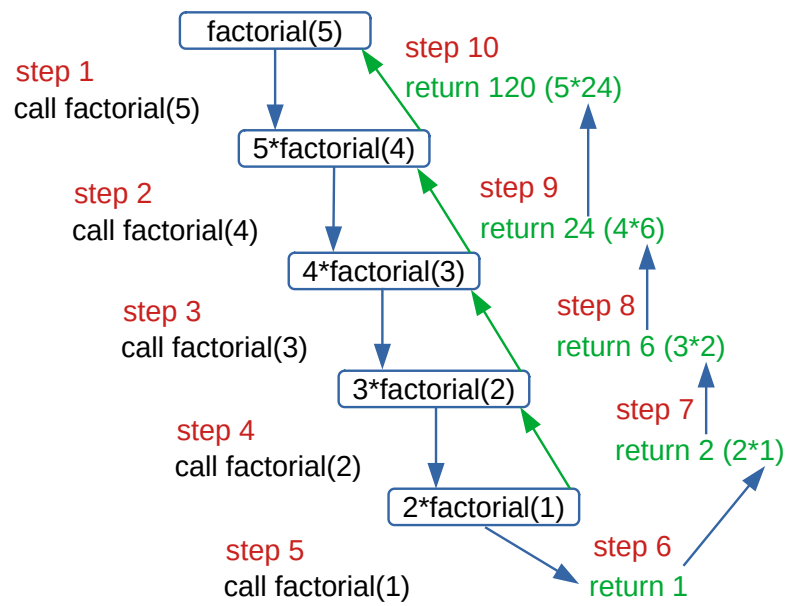 factorial(5)
step 10
return 120 (5*24)
step 1
call factorial(5)
5*factorial(4)
step 2
call factorial(4)
step 9
return 24 (4*6)
4*factorial(3)
step 3
call factorial(3)
step 8
return 6 (3*2)
3*factorial(2)
step 4
call factorial(2)
step 7
return 2 (2*1)
2*factorial(1)
step 5
call factorial(1)
step 6
return 1